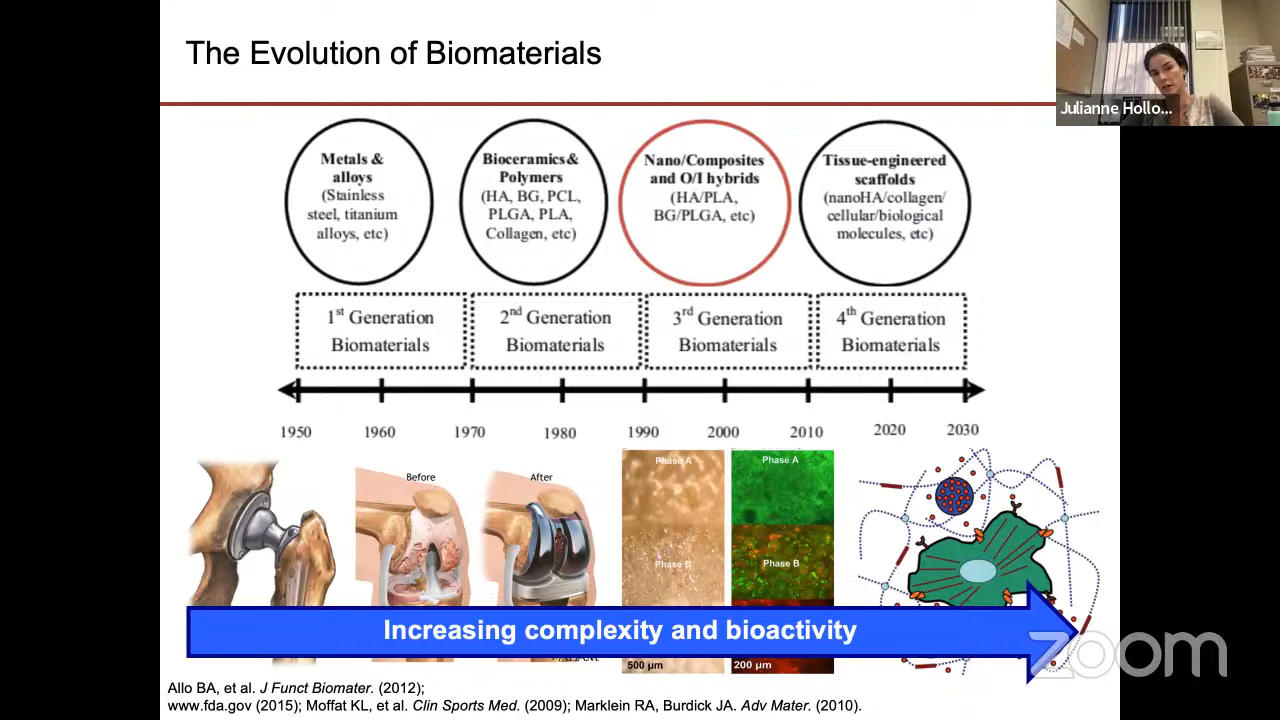 The Evolution of Biomaterials
Julianne Hollo...
Metals &
alloys
(Stainless
steel, titanium
alloys, etc)
Bioceramics&
Polymers
(HA, BG, PCL,
PLGA, PLA,
Collagen, etc)
Nano/Composites
and O/I hybrids
(HA/PLA,
BG/PLGA, etc)
Tissue-engineered
scaffolds
(nanoHA/collagen/
cellular/biological
molecules, etc)
1st Generation
Biomaterials
2nd Generation
Biomaterials
3rd Generation
Biomaterials
4th Generation
Biomaterials
1950 1960 1970 1980 1990 2000 2010 2020 2030
Before
After
Phase A
Phase A
Phase B
Phase B
Increasing complexity and bioactivity
500 µm
200 µm
zoom
Allo BA, et al. J Funct Biomater. (2012);
www.fda.gov (2015); Moffat KL, et al. Clin Sports Med. (2009); Marklein RA, Burdick JA. Adv Mater. (2010).